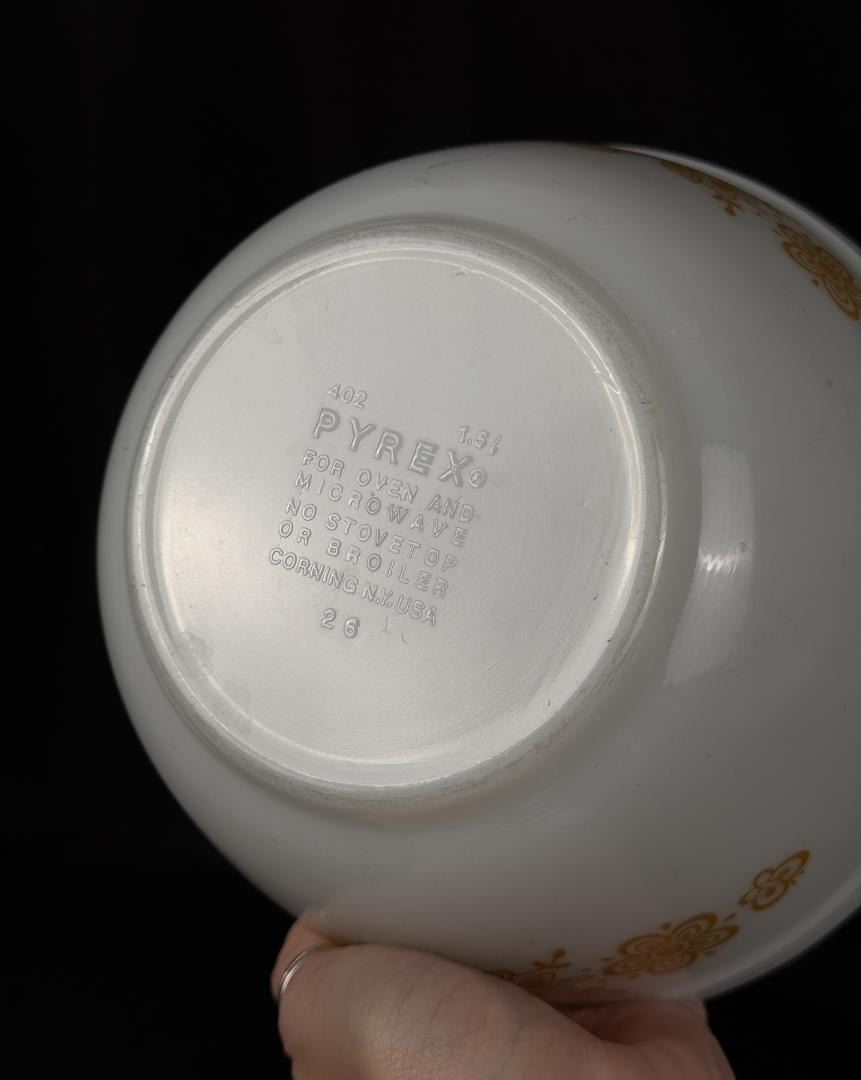 402
1.5 l
PYREX®
FOR OVEN AND
MICROWAVE
NO STOVETOP
OR BROILER
CORNING N.Y. USA
26